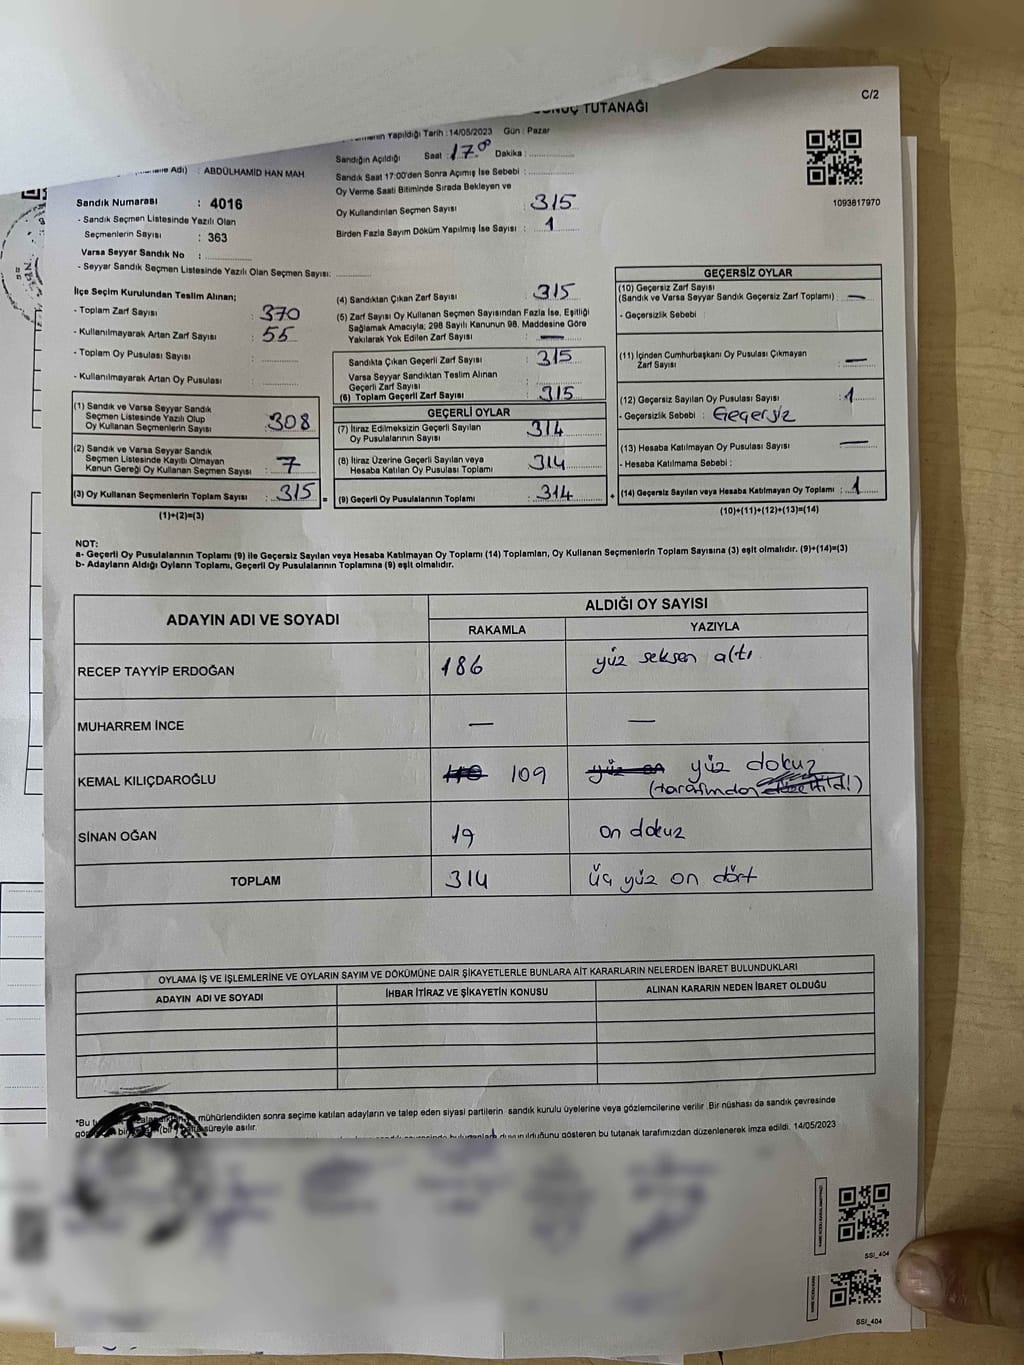 C/2
SONUÇ TUTANAĞI
Yapıldığı Tarih : 14/05/2023 Gün : Pazar
Sandığın Açıldığı Saat : 17.00 Dakika :
Adı) : ABDÜLHAMİD HAN MAH
Sandık Saat 17:00'den Sonra Açımış İse Sebebi :
Oy Verme Saati Bitiminde Sırada Bekleyen ve
Oy Kullandırılan Seçmen Sayısı : 315
Birden Fazla Sayım Döküm Yapılmış İse Sayısı : 1
1093817970
Sandık Numarası : 4016
- Sandık Seçmen Listesinde Yazılı Olan
Seçmenlerin Sayısı : 363
Varsa Seyyar Sandık No :
- Seyyar Sandık Seçmen Listesinde Yazılı Olan Seçmen Sayısı:
İlçe Seçim Kurulundan Teslim Alınan;
- Toplam Zarf Sayısı : 370
- Kullanılmayarak Artan Zarf Sayısı : 55
- Toplam Oy Pusulası Sayısı :
- Kullanılmayarak Artan Oy Pusulası :
(1) Sandık ve Varsa Seyyar Sandık
Seçmen Listesinde Yazılı Olup
Oy Kullanan Seçmenlerin Sayısı : 308
(2) Sandık ve Varsa Seyyar Sandık
Seçmen Listesinde Kayıtlı Olmayan
Kanun Gereği Oy Kullanan Seçmen Sayısı : 7
(3) Oy Kullanan Seçmenlerin Toplam Sayısı : 315 =
(1)+(2)=(3)
(4) Sandıktan Çıkan Zarf Sayısı : 315
(5) Zarf Sayısı Oy Kullanan Seçmen Sayısından Fazla İse, Eşitliği
Sağlamak Amacıyla; 298 Sayılı Kanunun 98. Maddesine Göre
Yakılarak Yok Edilen Zarf Sayısı : —
Sandıkta Çıkan Geçerli Zarf Sayısı : 315
Varsa Seyyar Sandıktan Teslim Alınan
Geçerli Zarf Sayısı :
(6) Toplam Geçerli Zarf Sayısı : 315
GEÇERLİ OYLAR
(7) İtiraz Edilmeksizin Geçerli Sayılan
Oy Pusulalarının Sayısı : 314
(8) İtiraz Üzerine Geçerli Sayılan veya
Hesaba Katılan Oy Pusulası Toplamı : 314
(9) Geçerli Oy Pusulalarının Toplamı : 314 +
GEÇERSİZ OYLAR
(10) Geçersiz Zarf Sayısı
(Sandık ve Varsa Seyyar Sandık Geçersiz Zarf Toplamı) : —
- Geçersizlik Sebebi :
(11) İçinden Cumhurbaşkanı Oy Pusulası Çıkmayan
Zarf Sayısı : —
(12) Geçersiz Sayılan Oy Pusulası Sayısı : 1
- Geçersizlik Sebebi : Geçersiz
(13) Hesaba Katılmayan Oy Pusulası Sayısı : —
- Hesaba Katılmama Sebebi :
(14) Geçersiz Sayılan veya Hesaba Katılmayan Oy Toplamı : 1
(10)+(11)+(12)+(13)=(14)
NOT:
a- Geçerli Oy Pusulalarının Toplamı (9) ile Geçersiz Sayılan veya Hesaba Katılmayan Oy Toplamı (14) Toplamları, Oy Kullanan Seçmenlerin Toplam Sayısına (3) eşit olmalıdır. (9)+(14)=(3)
b- Adayların Aldığı Oyların Toplamı, Geçerli Oy Pusulalarının Toplamına (9) eşit olmalıdır.
ADAYIN ADI VE SOYADI
ALDIĞI OY SAYISI
RAKAMLA YAZIYLA
RECEP TAYYİP ERDOĞAN 186 yüz seksen altı
MUHARREM İNCE — —
KEMAL KILIÇDAROĞLU 110 109 yüz on yüz dokuz
(tarafımdan
SİNAN OĞAN 19 on dokuz
TOPLAM 314 üç yüz on dört
OYLAMA İŞ VE İŞLEMLERİNE VE OYLARIN SAYIM VE DÖKÜMÜNE DAİR ŞİKAYETLERLE BUNLARA AİT KARARLARIN NELERDEN İBARET BULUNDUKLARI
ADAYIN ADI VE SOYADI İHBAR İTİRAZ VE ŞİKAYETİN KONUSU ALINAN KARARIN NEDEN İBARET OLDUĞU
*Bu mühürlendikten sonra seçime katılan adayların ve talep eden siyasi partilerin sandık kurulu üyelerine veya gözlemcilerine verilir. Bir nüshası da sandık çevresinde
bir (bir) hafta süreyle asılır.
duyurulduğunu gösteren bu tutanak tarafımızdan düzenlenerek imza edildi. 14/05/2023
SSI_404
SSI_404